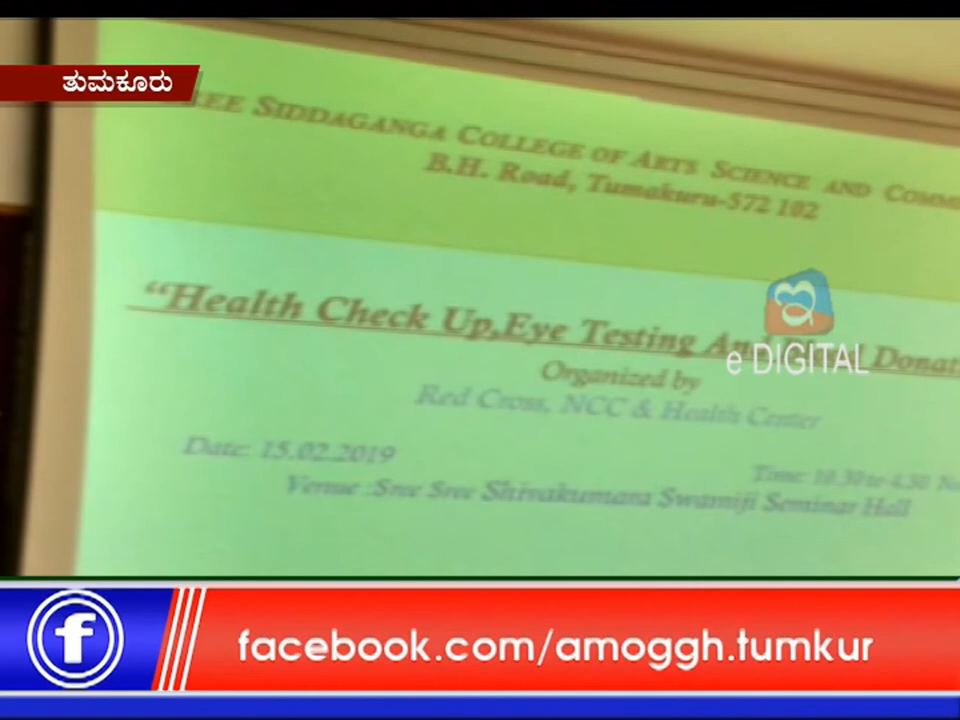 ತುಮಕೂರು
SIDDAGANGA COLLEGE OF ARTS SCIENCE AND
B.H. Road, Tumakuru-572 102
"Health Check Up,Eye Testing
Organized by
Red Cross, NCC & Health Center
Date: 15.02.2019
Time: 10.30 to 4.30
Venue :Sree Sree Shivakumara Swamiji Seminar Hall
e DIGITAL
facebook.com/amoggh.tumkur